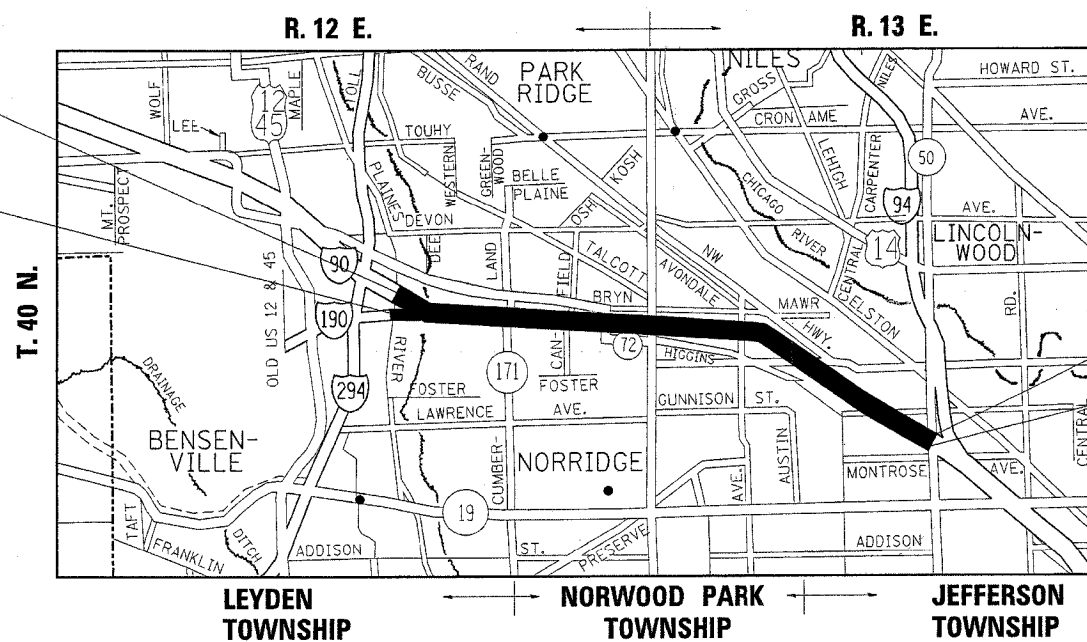 R. 12 E.
R. 13 E.
T. 40 N.
WOLF
LEE
12
45
MAPLE
TOLL
BUSSE
RAND
PARK
RIDGE
NILES
GROSS
NILES
HOWARD ST.
TOUHY
CRON
AME
AVE.
50
WESTERN
GREEN-
WOOD
BELLE
PLAINE
KOSH
OSH
LEHIGH
CARPENTER
94
MT.
PROSPECT
PLAINES
DEVON
DES
CHICAGO
RIVER
AVE.
LINCOLN-
WOOD
14
CENTRAL
OLD US 12 & 45
90
190
294
LAND
FIELD
TALCOTT
AVONDALE
NW
HWY.
BRYN
MAWR
ELSTON
RD.
72
HIGGINS
171
CAN-
FOSTER
RIVER
FOSTER
LAWRENCE
AVE.
GUNNISON ST.
DRAINAGE
DITCH
BENSEN-
VILLE
NORRIDGE
CUMBER-
AVE.
AUSTIN
MONTROSE
AVE.
CENTRAL
19
TAFT
FRANKLIN
ADDISON
ST.
PRESERVE
ADDISON
LEYDEN
TOWNSHIP
NORWOOD PARK
TOWNSHIP
JEFFERSON
TOWNSHIP